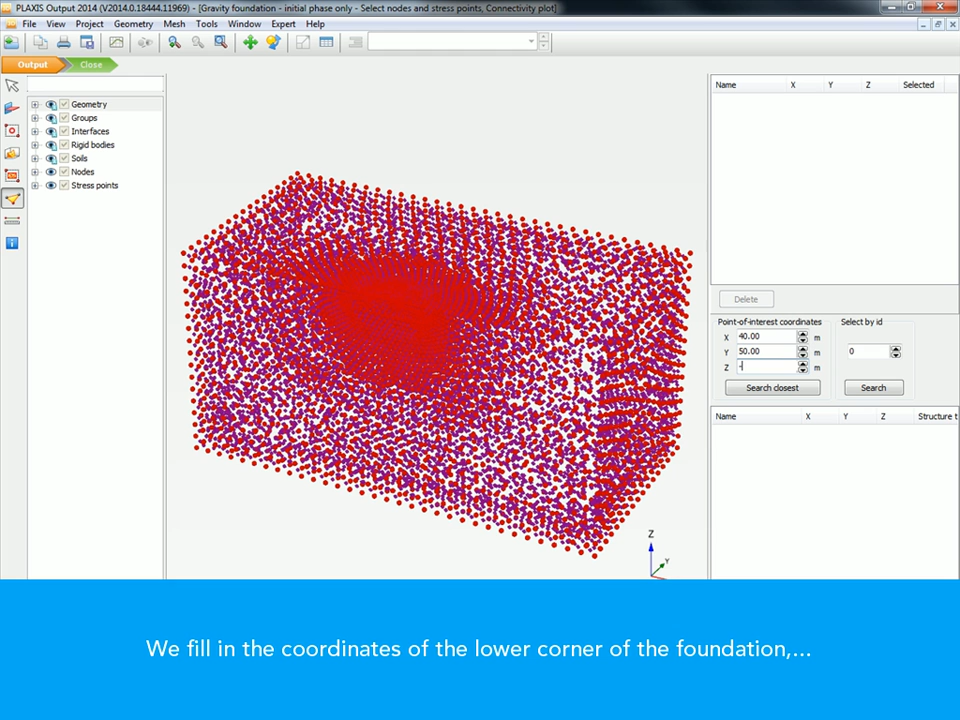 PLAXIS Output 2014 (V2014.0.18444.11969) - [Gravity foundation - initial phase only - Select nodes and stress points, Connectivity plot]
File View Project Geometry Mesh Tools Window Expert Help
Output Close
Geometry
Groups
Interfaces
Rigid bodies
Soils
Nodes
Stress points
Z
Y
Name X Y Z Selected
Delete
Point-of-interest coordinates Select by id
X 40.00 m
Y 50.00 m 0
Z - m
Search closest Search
Name X Y Z Structure t
We fill in the coordinates of the lower corner of the foundation,...